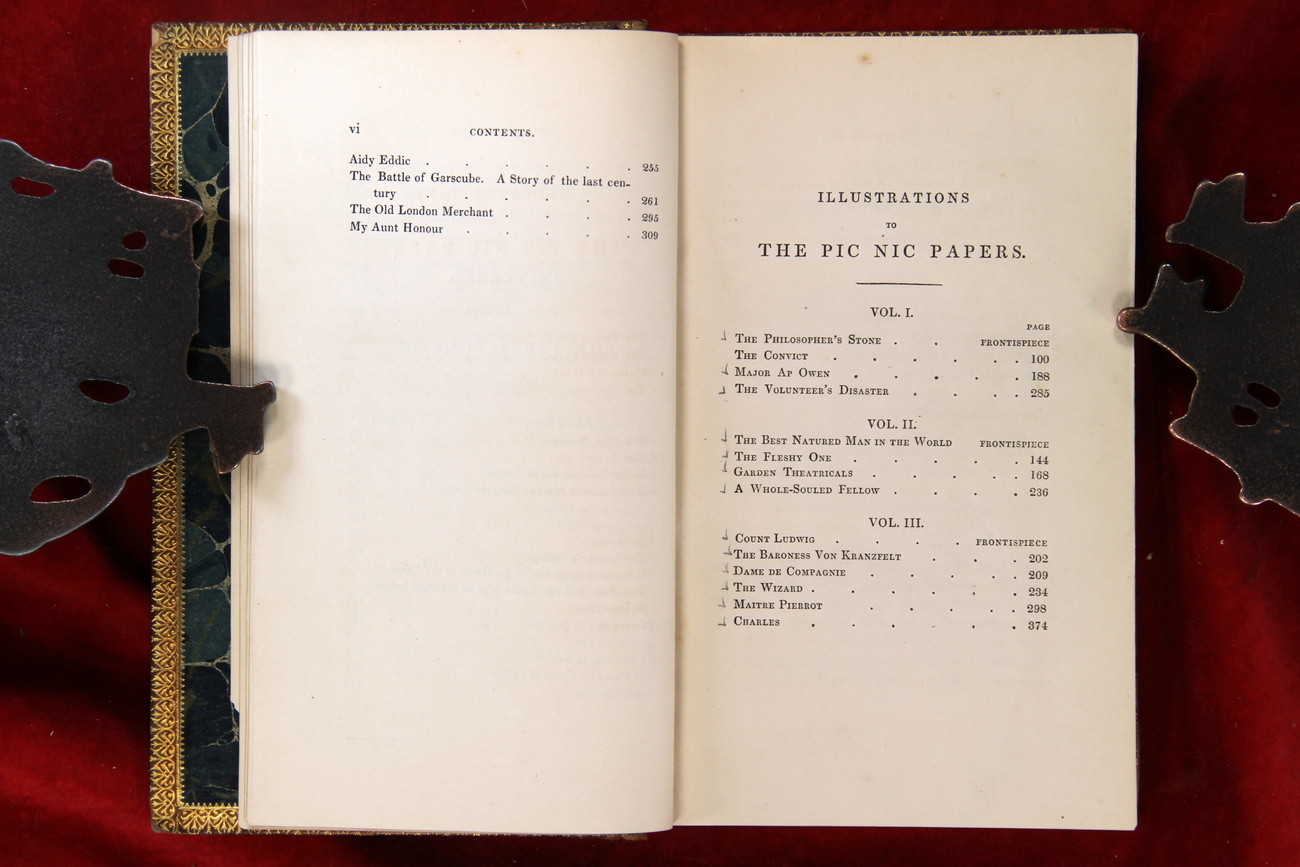 vi CONTENTS.
Aidy Eddic . . . . . . 255
The Battle of Garscube. A Story of the last cen-
tury . . . . . . 261
The Old London Merchant . . . . 295
My Aunt Honour . . . . . 309
ILLUSTRATIONS
TO
THE PIC NIC PAPERS.
VOL. I.
PAGE
THE PHILOSOPHER'S STONE . . FRONTISPIECE
THE CONVICT . . . . . . 100
MAJOR AP OWEN . . . . . 188
THE VOLUNTEER'S DISASTER . . . . 285
VOL. II.
THE BEST NATURED MAN IN THE WORLD FRONTISPIECE
THE FLESHY ONE . . . . . 144
GARDEN THEATRICALS . . . . . 168
A WHOLE-SOULED FELLOW . . . . 236
VOL. III.
COUNT LUDWIG . . . . FRONTISPIECE
THE BARONESS VON KRANZFELT . . . 202
DAME DE COMPAGNIE . . . . . 209
THE WIZARD . . . . . . 234
MAITRE PIERROT . . . . . 298
CHARLES . . . . . . 374